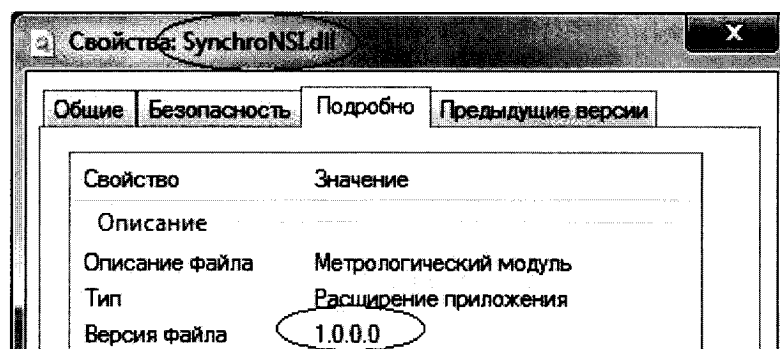 Свойства: SynchroNSI.dll
X
Общие Безопасность Подробно Предыдущие версии
Свойство Значение
Описание
Описание файла Метрологический модуль
Тип Расширение приложения
Версия файла 1.0.0.0